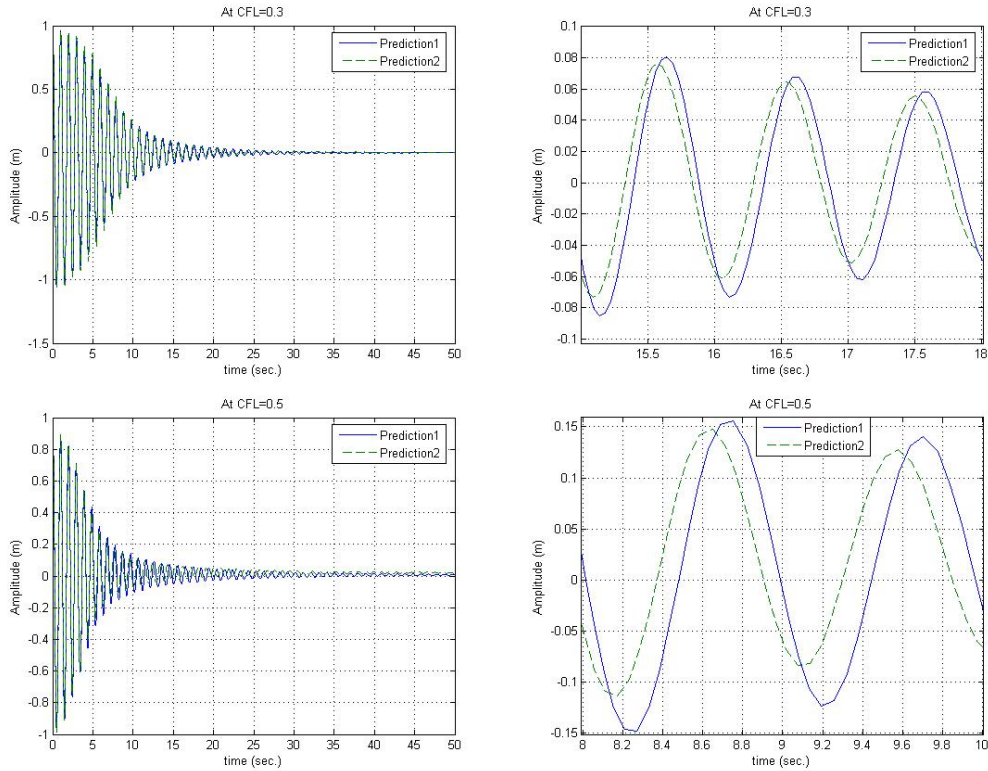 At CFL=0.3
Prediction1
Prediction2
Amplitude (m)
1
0.5
0
-0.5
-1
-1.5
0 5 10 15 20 25 30 35 40 45 50
time (sec.)
At CFL=0.3
Prediction1
Prediction2
Amplitude (m)
0.1
0.08
0.06
0.04
0.02
0
-0.02
-0.04
-0.06
-0.08
-0.1
15.5 16 16.5 17 17.5 18
time (sec.)
At CFL=0.5
Prediction1
Prediction2
Amplitude (m)
1
0.8
0.6
0.4
0.2
0
-0.2
-0.4
-0.6
-0.8
-1
0 5 10 15 20 25 30 35 40 45 50
time (sec.)
At CFL=0.5
Prediction1
Prediction2
Amplitude (m)
0.15
0.1
0.05
0
-0.05
-0.1
-0.15
8 8.2 8.4 8.6 8.8 9 9.2 9.4 9.6 9.8 10
time (sec.)